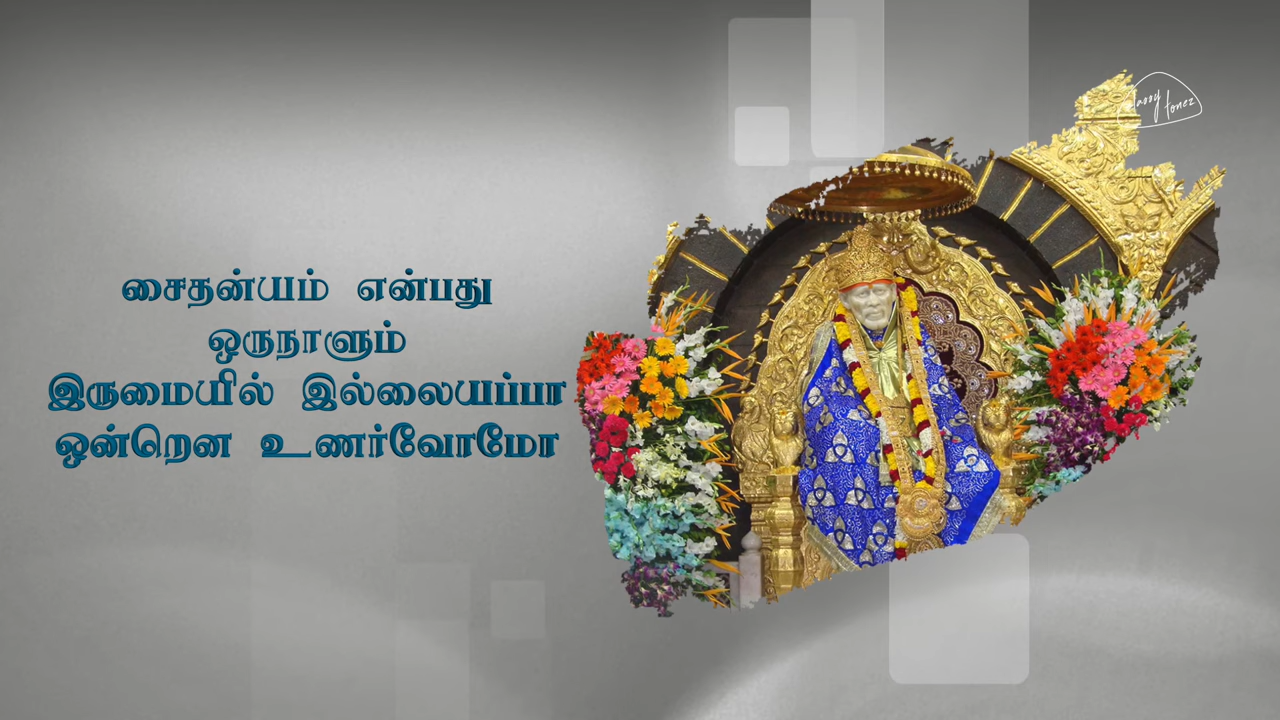 சைதன்யம் என்பது
ஒருநாளும்
இருமையில் இல்லையப்பா
ஒன்றென உணர்வோமோ